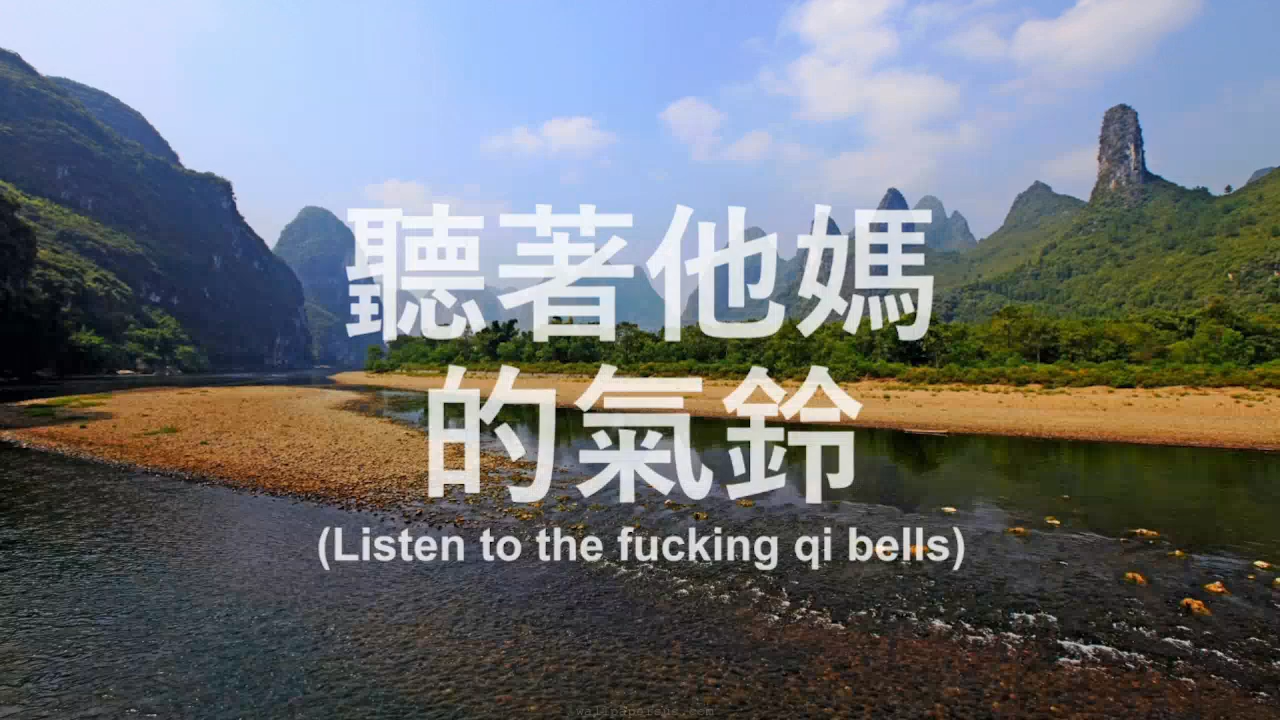 聽著他媽
的氣鈴
(Listen to the fucking qi bells)